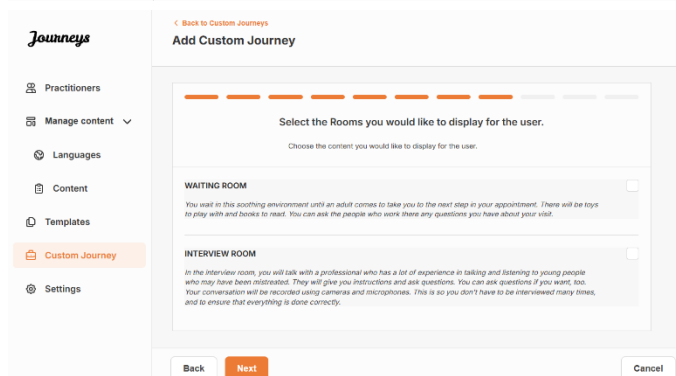 Journeys
Practitioners
Manage content
Languages
Content
Templates
Custom Journey
Settings
< Back to Custom Journeys
Add Custom Journey
Select the Rooms you would like to display for the user.
Choose the content you would like to display for the user.
WAITING ROOM
You wait in this soothing environment until an adult comes to take you to the next step in your appointment. There will be toys
to play with and books to read. You can ask the people who work there any questions you have about your visit.
INTERVIEW ROOM
In the interview room, you will talk with a professional who has a lot of experience in talking and listening to young people
who may have been mistreated. They will give you instructions and ask questions. You can ask questions if you want, too.
Your conversation will be recorded using cameras and microphones. This is so you don't have to be interviewed many times,
and to ensure that everything is done correctly.
Back
Next
Cancel